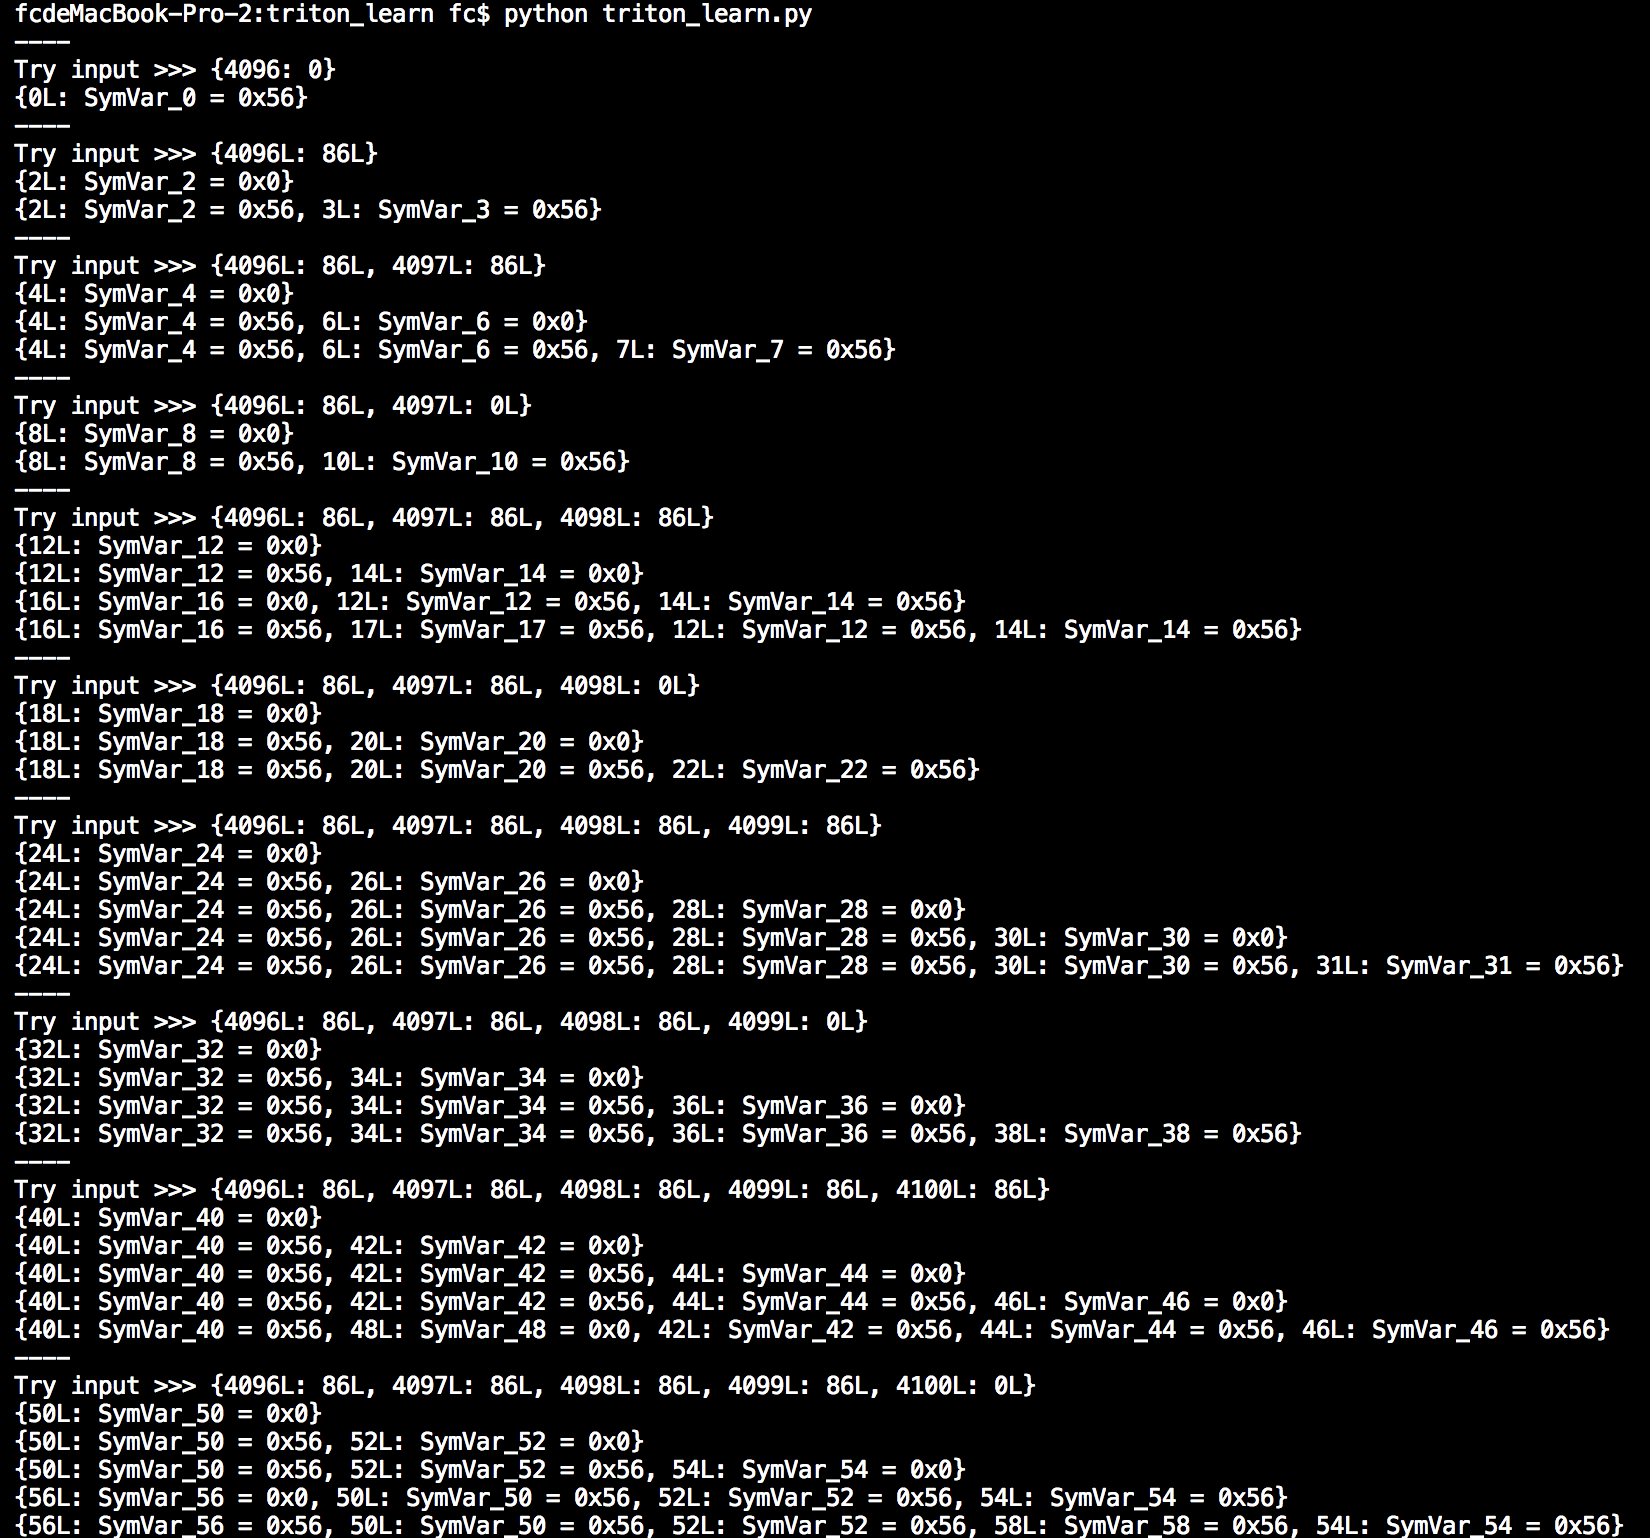 fcdeMacBook-Pro-2:triton_learn fc$ python triton_learn.py
----
Try input >>> {4096: 0}
{0L: SymVar_0 = 0x56}
----
Try input >>> {4096L: 86L}
{2L: SymVar_2 = 0x0}
{2L: SymVar_2 = 0x56, 3L: SymVar_3 = 0x56}
----
Try input >>> {4096L: 86L, 4097L: 86L}
{4L: SymVar_4 = 0x0}
{4L: SymVar_4 = 0x56, 6L: SymVar_6 = 0x0}
{4L: SymVar_4 = 0x56, 6L: SymVar_6 = 0x56, 7L: SymVar_7 = 0x56}
----
Try input >>> {4096L: 86L, 4097L: 0L}
{8L: SymVar_8 = 0x0}
{8L: SymVar_8 = 0x56, 10L: SymVar_10 = 0x56}
----
Try input >>> {4096L: 86L, 4097L: 86L, 4098L: 86L}
{12L: SymVar_12 = 0x0}
{12L: SymVar_12 = 0x56, 14L: SymVar_14 = 0x0}
{16L: SymVar_16 = 0x0, 12L: SymVar_12 = 0x56, 14L: SymVar_14 = 0x56}
{16L: SymVar_16 = 0x56, 17L: SymVar_17 = 0x56, 12L: SymVar_12 = 0x56, 14L: SymVar_14 = 0x56}
----
Try input >>> {4096L: 86L, 4097L: 86L, 4098L: 0L}
{18L: SymVar_18 = 0x0}
{18L: SymVar_18 = 0x56, 20L: SymVar_20 = 0x0}
{18L: SymVar_18 = 0x56, 20L: SymVar_20 = 0x56, 22L: SymVar_22 = 0x56}
----
Try input >>> {4096L: 86L, 4097L: 86L, 4098L: 86L, 4099L: 86L}
{24L: SymVar_24 = 0x0}
{24L: SymVar_24 = 0x56, 26L: SymVar_26 = 0x0}
{24L: SymVar_24 = 0x56, 26L: SymVar_26 = 0x56, 28L: SymVar_28 = 0x0}
{24L: SymVar_24 = 0x56, 26L: SymVar_26 = 0x56, 28L: SymVar_28 = 0x56, 30L: SymVar_30 = 0x0}
{24L: SymVar_24 = 0x56, 26L: SymVar_26 = 0x56, 28L: SymVar_28 = 0x56, 30L: SymVar_30 = 0x56, 31L: SymVar_31 = 0x56}
----
Try input >>> {4096L: 86L, 4097L: 86L, 4098L: 86L, 4099L: 0L}
{32L: SymVar_32 = 0x0}
{32L: SymVar_32 = 0x56, 34L: SymVar_34 = 0x0}
{32L: SymVar_32 = 0x56, 34L: SymVar_34 = 0x56, 36L: SymVar_36 = 0x0}
{32L: SymVar_32 = 0x56, 34L: SymVar_34 = 0x56, 36L: SymVar_36 = 0x56, 38L: SymVar_38 = 0x56}
----
Try input >>> {4096L: 86L, 4097L: 86L, 4098L: 86L, 4099L: 86L, 4100L: 86L}
{40L: SymVar_40 = 0x0}
{40L: SymVar_40 = 0x56, 42L: SymVar_42 = 0x0}
{40L: SymVar_40 = 0x56, 42L: SymVar_42 = 0x56, 44L: SymVar_44 = 0x0}
{40L: SymVar_40 = 0x56, 42L: SymVar_42 = 0x56, 44L: SymVar_44 = 0x56, 46L: SymVar_46 = 0x0}
{40L: SymVar_40 = 0x56, 48L: SymVar_48 = 0x0, 42L: SymVar_42 = 0x56, 44L: SymVar_44 = 0x56, 46L: SymVar_46 = 0x56}
----
Try input >>> {4096L: 86L, 4097L: 86L, 4098L: 86L, 4099L: 86L, 4100L: 0L}
{50L: SymVar_50 = 0x0}
{50L: SymVar_50 = 0x56, 52L: SymVar_52 = 0x0}
{50L: SymVar_50 = 0x56, 52L: SymVar_52 = 0x56, 54L: SymVar_54 = 0x0}
{56L: SymVar_56 = 0x0, 50L: SymVar_50 = 0x56, 52L: SymVar_52 = 0x56, 54L: SymVar_54 = 0x56}
{56L: SymVar_56 = 0x56, 50L: SymVar_50 = 0x56, 52L: SymVar_52 = 0x56, 58L: SymVar_58 = 0x56, 54L: SymVar_54 = 0x56}